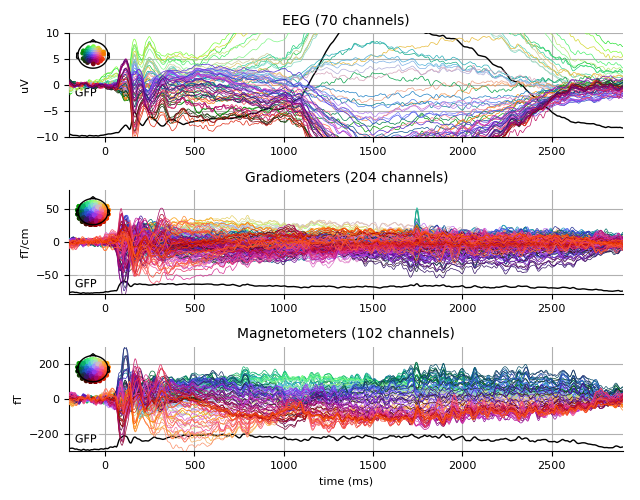 EEG (70 channels)
10
5
0
−5
−10
uV
GFP
0 500 1000 1500 2000 2500
Gradiometers (204 channels)
50
0
−50
fT/cm
GFP
0 500 1000 1500 2000 2500
Magnetometers (102 channels)
200
0
−200
fT
GFP
0 500 1000 1500 2000 2500
time (ms)